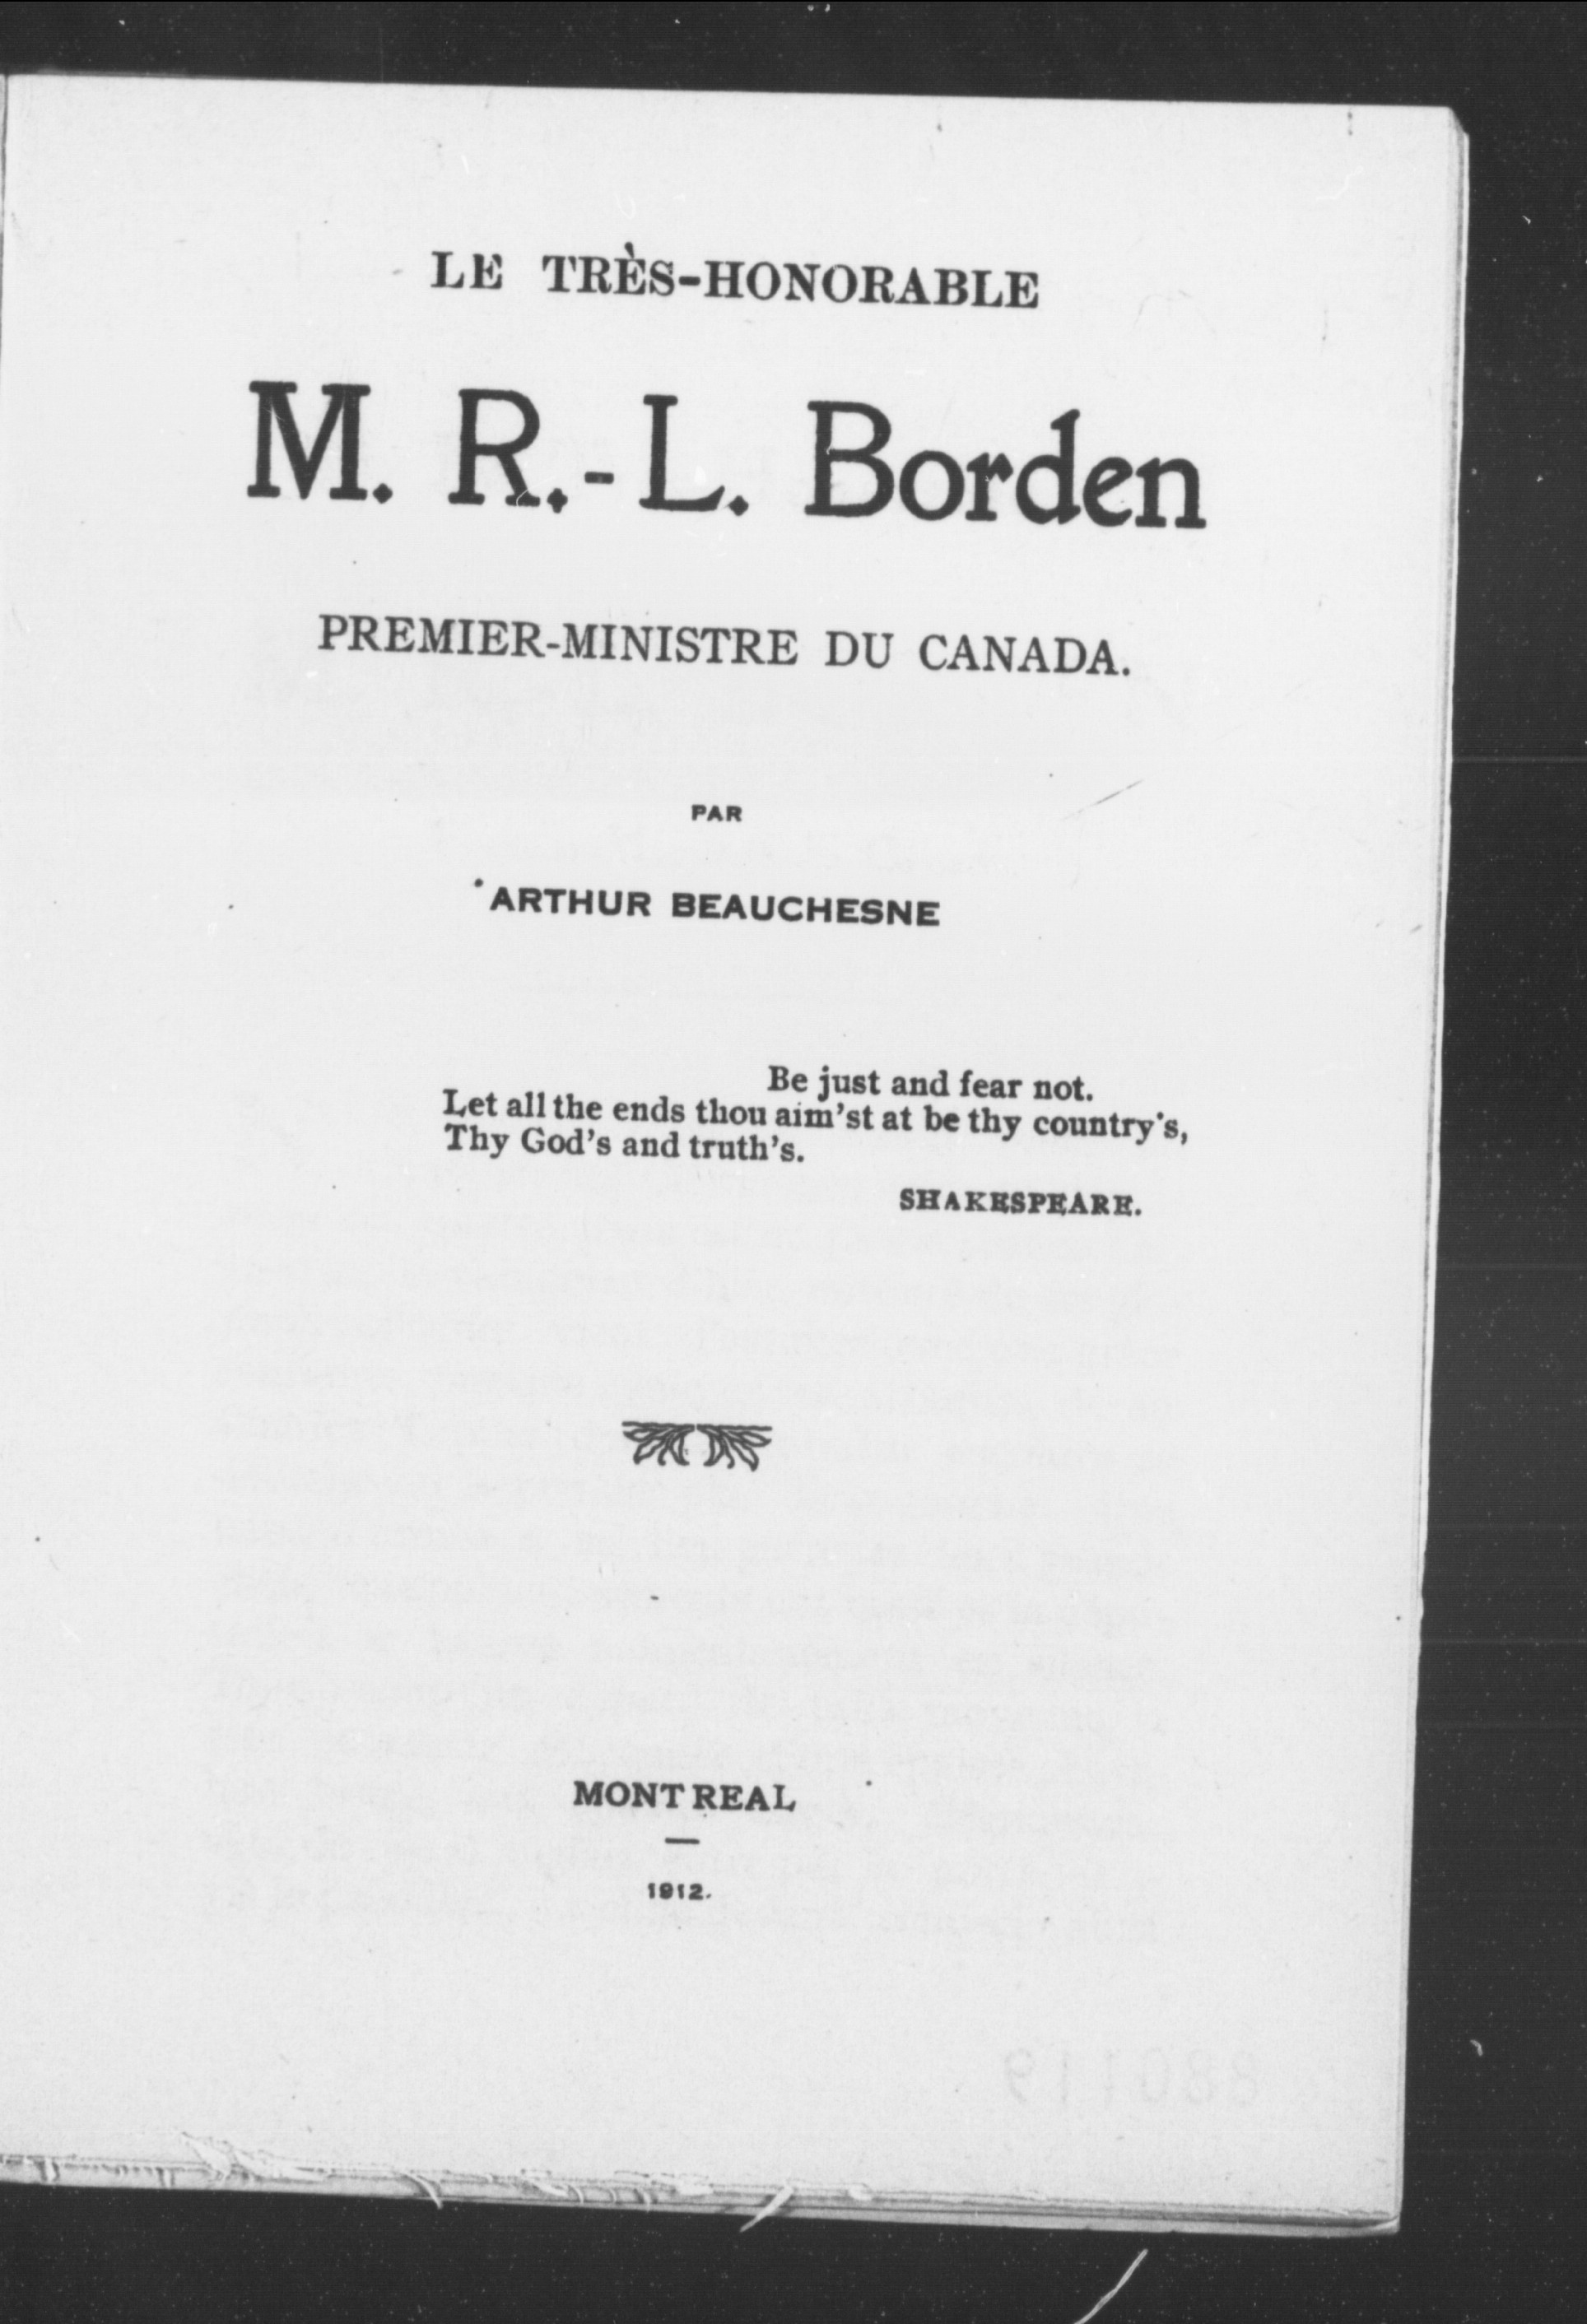 LE TRÈS-HONORABLE
M. R.-L. Borden
PREMIER-MINISTRE DU CANADA.
PAR
ARTHUR BEAUCHESNE
Be just and fear not.
Let all the ends thou aim'st at be thy country's,
Thy God's and truth's.
SHAKESPEARE.
MONTREAL
1912.